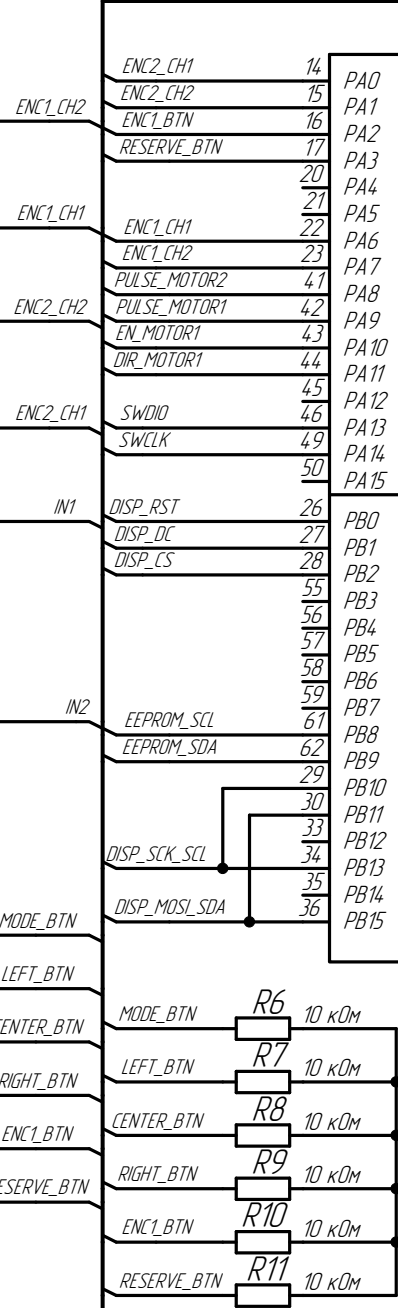 ENC2_CH1 14 PA0
ENC2_CH2 15 PA1
ENC1_CH2 ENC1_BTN 16 PA2
RESERVE_BTN 17 PA3
20 PA4
21 PA5
ENC1_CH1 ENC1_CH1 22 PA6
ENC1_CH2 23 PA7
PULSE_MOTOR2 41 PA8
ENC2_CH2 PULSE_MOTOR1 42 PA9
EN_MOTOR1 43 PA10
DIR_MOTOR1 44 PA11
45 PA12
ENC2_CH1 SWDIO 46 PA13
SWCLK 49 PA14
50 PA15
IN1 DISP_RST 26 PB0
DISP_DC 27 PB1
DISP_CS 28 PB2
55 PB3
56 PB4
57 PB5
58 PB6
59 PB7
IN2 EEPROM_SCL 61 PB8
EEPROM_SDA 62 PB9
29 PB10
30 PB11
33 PB12
DISP_SCK_SCL 34 PB13
35 PB14
DISP_MOSI_SDA 36 PB15
MODE_BTN
LEFT_BTN
MODE_BTN R6 10 кОм
ENTER_BTN
LEFT_BTN R7 10 кОм
RIGHT_BTN
CENTER_BTN R8 10 кОм
ENC1_BTN
RIGHT_BTN R9 10 кОм
ESERVE_BTN
ENC1_BTN R10 10 кОм
RESERVE_BTN R11 10 кОм